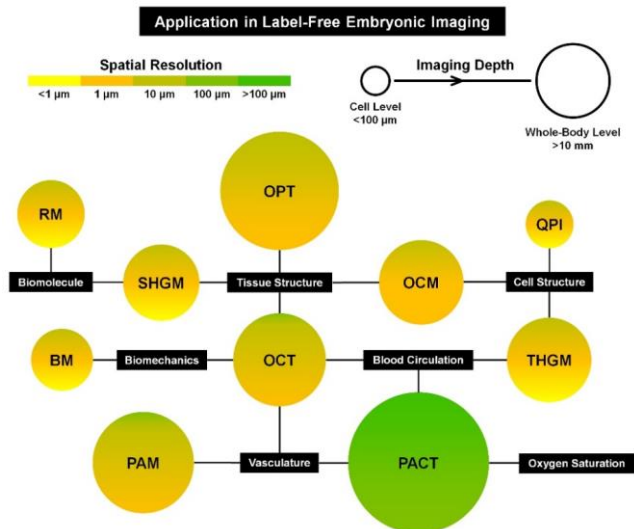 Application in Label-Free Embryonic Imaging
Spatial Resolution
<1 µm
1 µm
10 µm
100 µm
>100 µm
Imaging Depth
Cell Level
<100 µm
Whole-Body Level
>10 mm
OPT
RM
QPI
Biomolecule
SHGM
Tissue Structure
OCM
Cell Structure
BM
Biomechanics
OCT
Blood Circulation
THGM
PAM
Vasculature
PACT
Oxygen Saturation